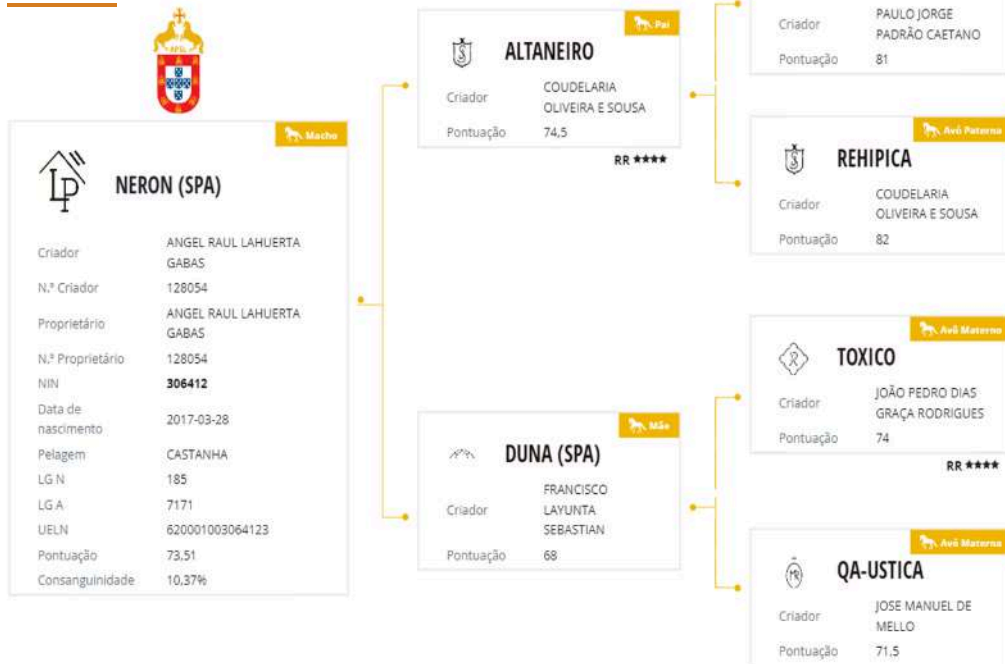 Macho
LP
NERON (SPA)
Criador ANGEL RAUL LAHUERTA
GABAS
N.º Criador 128054
Proprietário ANGEL RAUL LAHUERTA
GABAS
N.º Proprietário 128054
NIN 306412
Data de
nascimento 2017-03-28
Pelagem CASTANHA
LG N 185
LG A 7171
UELN 620001003064123
Pontuação 73,51
Consanguinidade 10,37%
Pai
ALTANEIRO
Criador COUDELARIA
OLIVEIRA E SOUSA
Pontuação 74,5
RR ★★★★
Mãe
DUNA (SPA)
Criador FRANCISCO
LAYUNTA
SEBASTIAN
Pontuação 68
Criador PAULO JORGE
PADRÃO CAETANO
Pontuação 81
Avó Paterna
REHIPICA
Criador COUDELARIA
OLIVEIRA E SOUSA
Pontuação 82
Avô Materno
TOXICO
Criador JOÃO PEDRO DIAS
GRAÇA RODRIGUES
Pontuação 74
RR ★★★★
Avó Materna
QA-USTICA
Criador JOSE MANUEL DE
MELLO
Pontuação 71,5